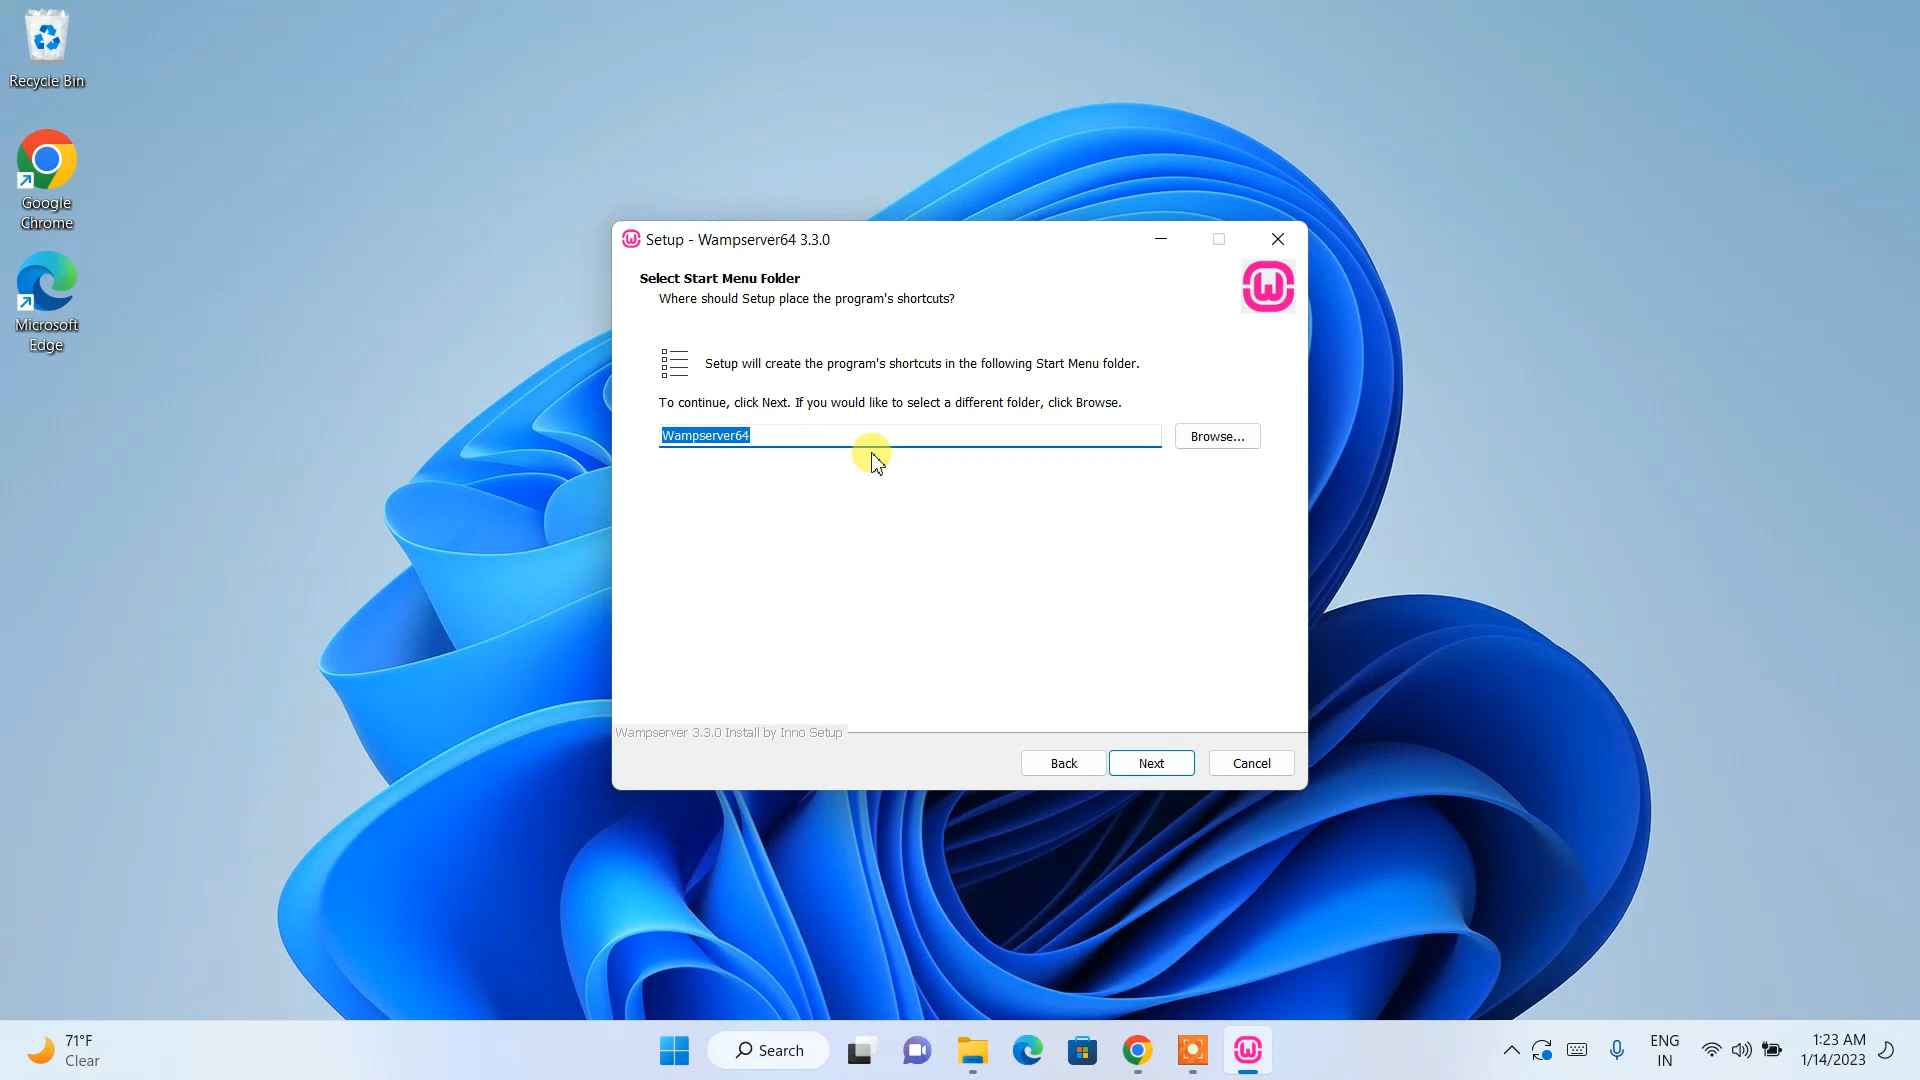 Recycle Bin
Google
Chrome
Microsoft
Edge
Setup - Wampserver64 3.3.0
Select Start Menu Folder
Where should Setup place the program's shortcuts?
Setup will create the program's shortcuts in the following Start Menu folder.
To continue, click Next. If you would like to select a different folder, click Browse.
Wampserver64
Browse...
Wampserver 3.3.0 Install by Inno Setup
Back
Next
Cancel
71°F
Clear
Search
ENG
IN
1:23 AM
1/14/2023